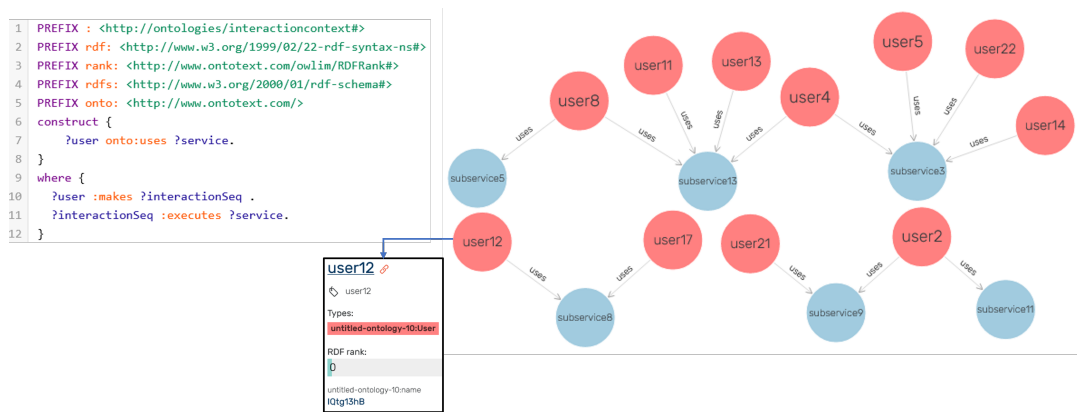 1 PREFIX : <http://ontologies/interactioncontext#>
2 PREFIX rdf: <http://www.w3.org/1999/02/22-rdf-syntax-ns#>
3 PREFIX rank: <http://www.ontotext.com/owlim/RDFRank#>
4 PREFIX rdfs: <http://www.w3.org/2000/01/rdf-schema#>
5 PREFIX onto: <http://www.ontotext.com/>
6 construct {
7 ?user onto:uses ?service.
8 }
9 where {
10 ?user :makes ?interactionSeq .
11 ?interactionSeq :executes ?service.
12 }
user5
user22
user13
user11
user8
user4
user14
uses
uses
uses
uses
uses
uses
uses
uses
uses
subservice5
subservice13
subservice3
user12
user17
user21
user2
uses
uses
uses
uses
uses
subservice8
subservice9
subservice11
user12
user12
Types:
untitled-ontology-10:User
RDF rank:
0
untitled-ontology-10:name
IQtg13hB